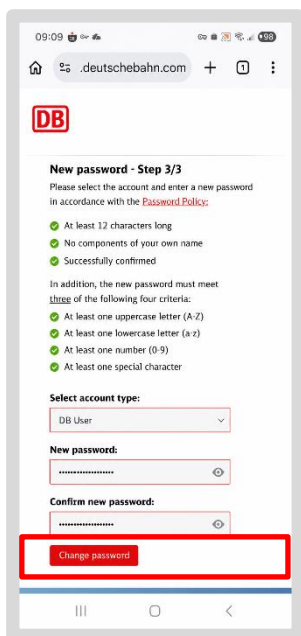 09:09
98
.deutschebahn.com
1
DB
New password - Step 3/3
Please select the account and enter a new password
in accordance with the Password Policy:
At least 12 characters long
No components of your own name
Successfully confirmed
In addition, the new password must meet
three of the following four criteria:
At least one uppercase letter (A-Z)
At least one lowercase letter (a-z)
At least one number (0-9)
At least one special character
Select account type:
DB User
New password:
Confirm new password:
Change password